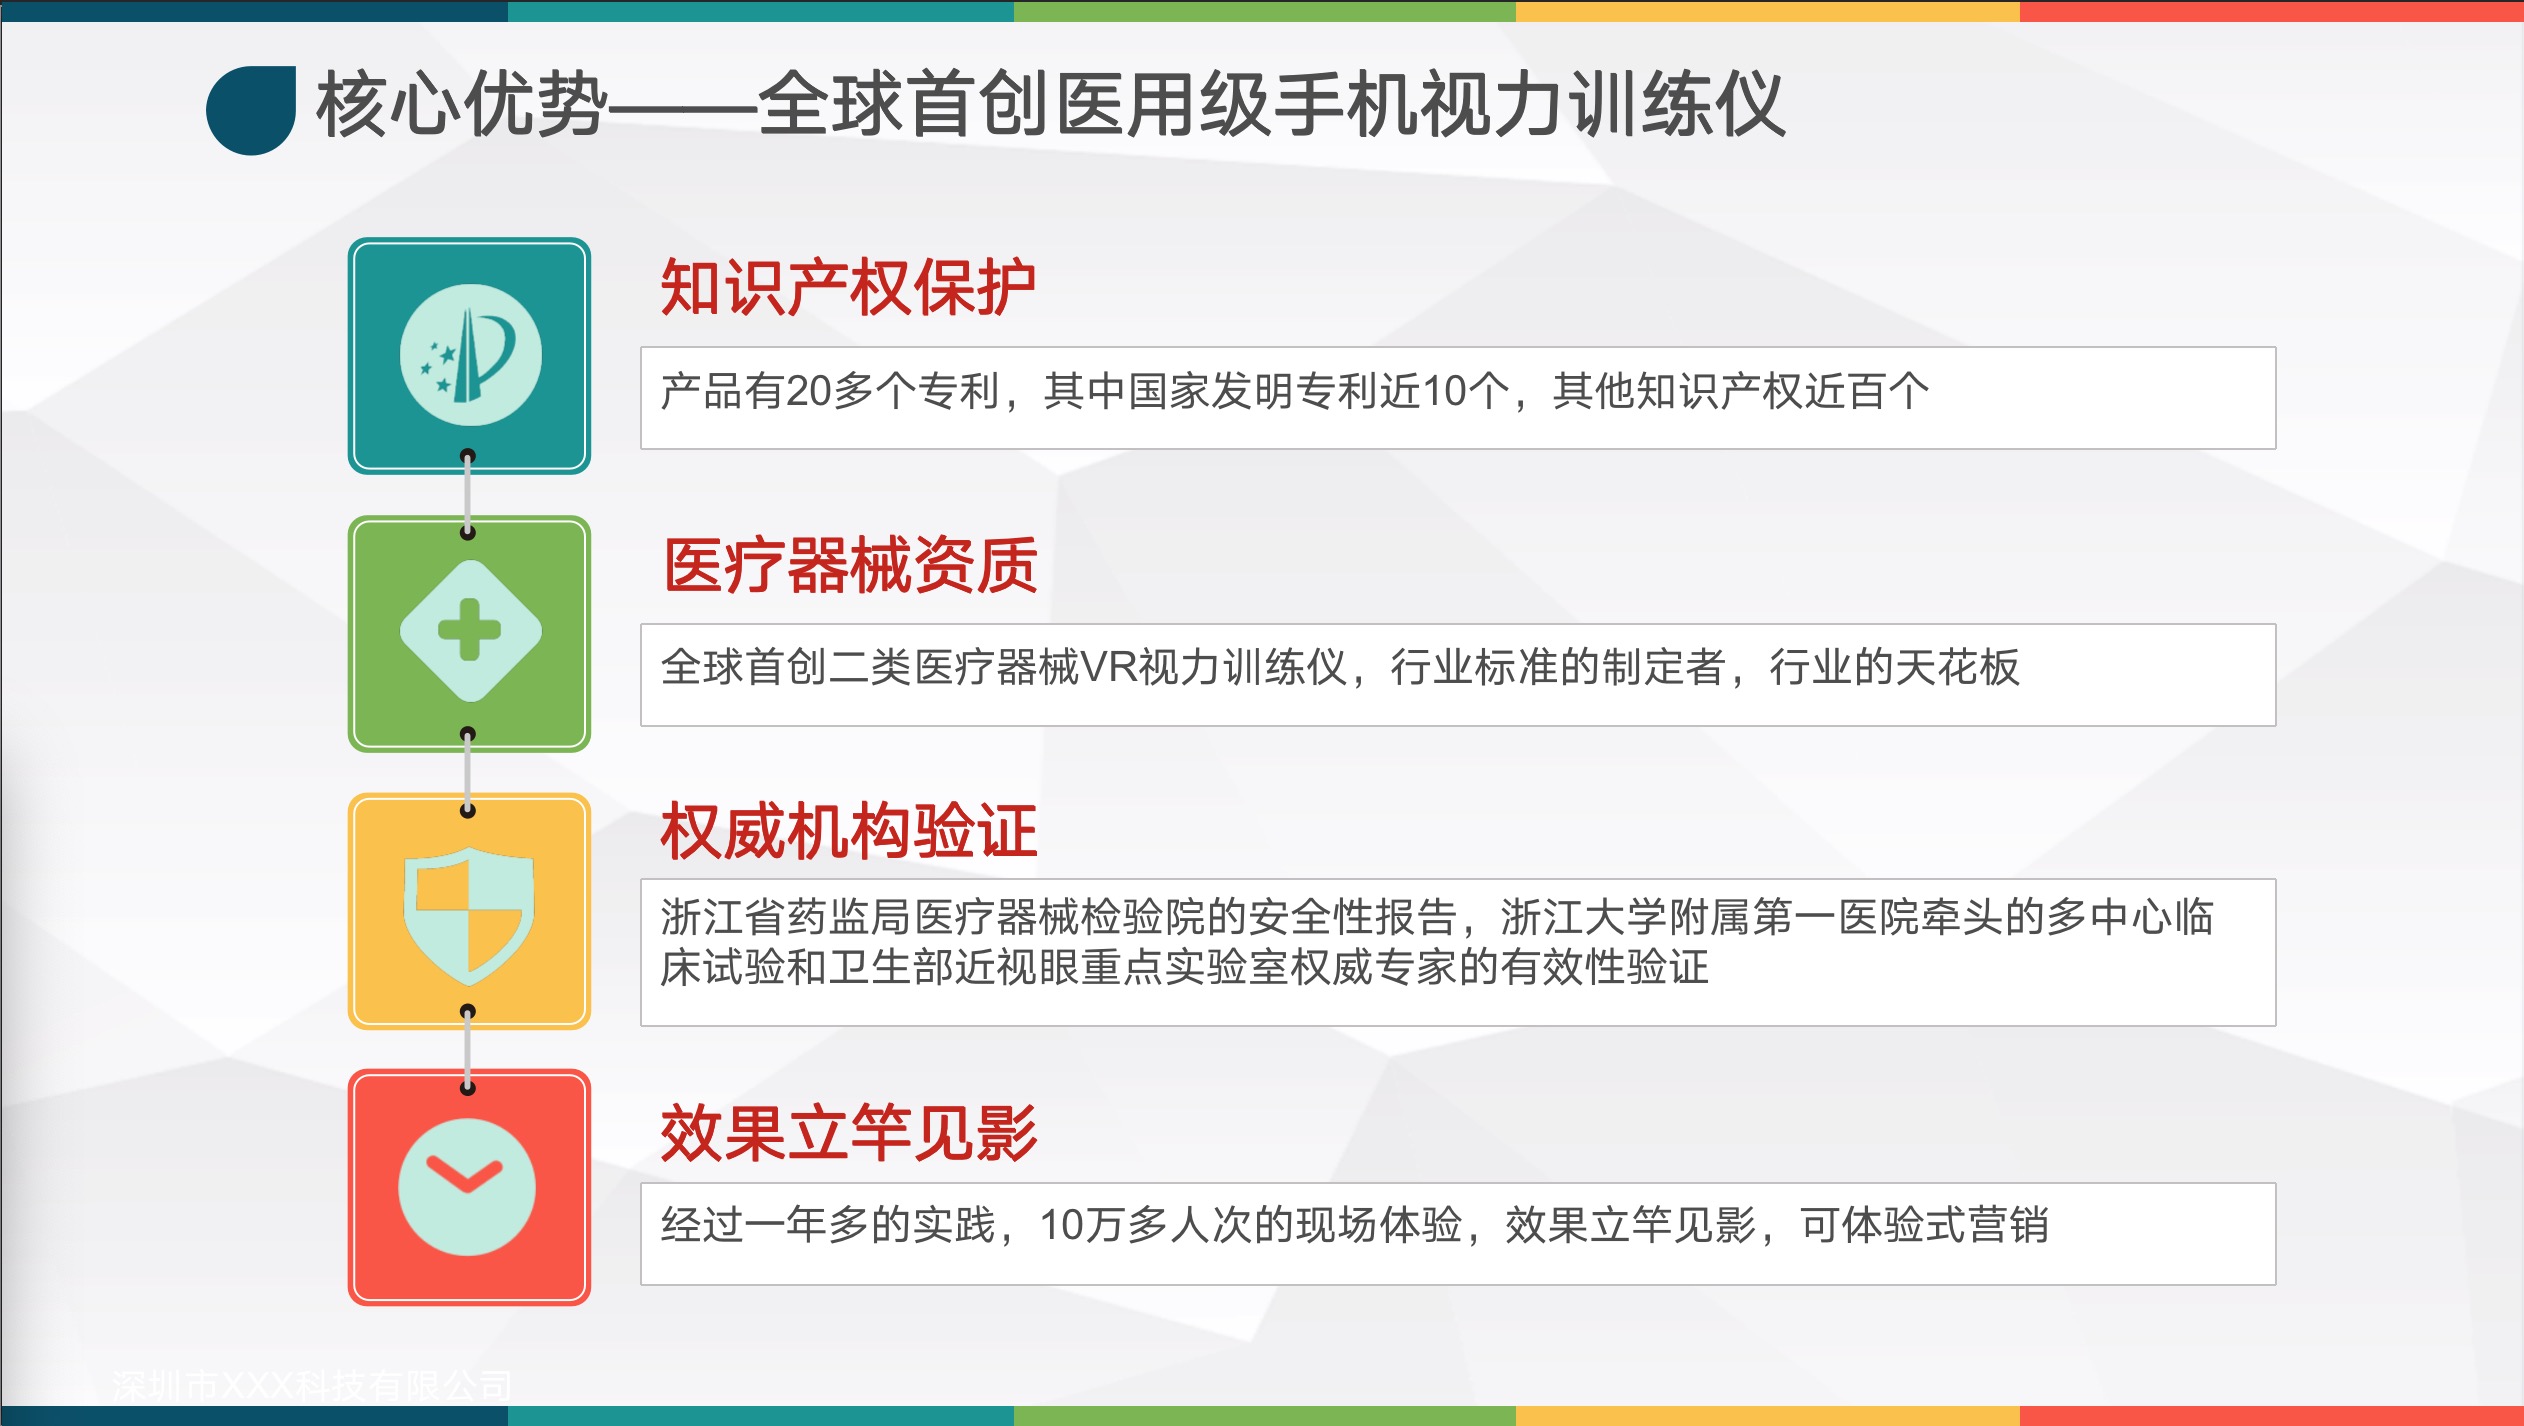 核心优势——全球首创医用级手机视力训练仪
知识产权保护
产品有20多个专利，其中国家发明专利近10个，其他知识产权近百个
医疗器械资质
全球首创二类医疗器械VR视力训练仪，行业标准的制定者，行业的天花板
权威机构验证
浙江省药监局医疗器械检验院的安全性报告，浙江大学附属第一医院牵头的多中心临
床试验和卫生部近视眼重点实验室权威专家的有效性验证
效果立竿见影
经过一年多的实践，10万多人次的现场体验，效果立竿见影，可体验式营销
深圳市XXX科技有限公司